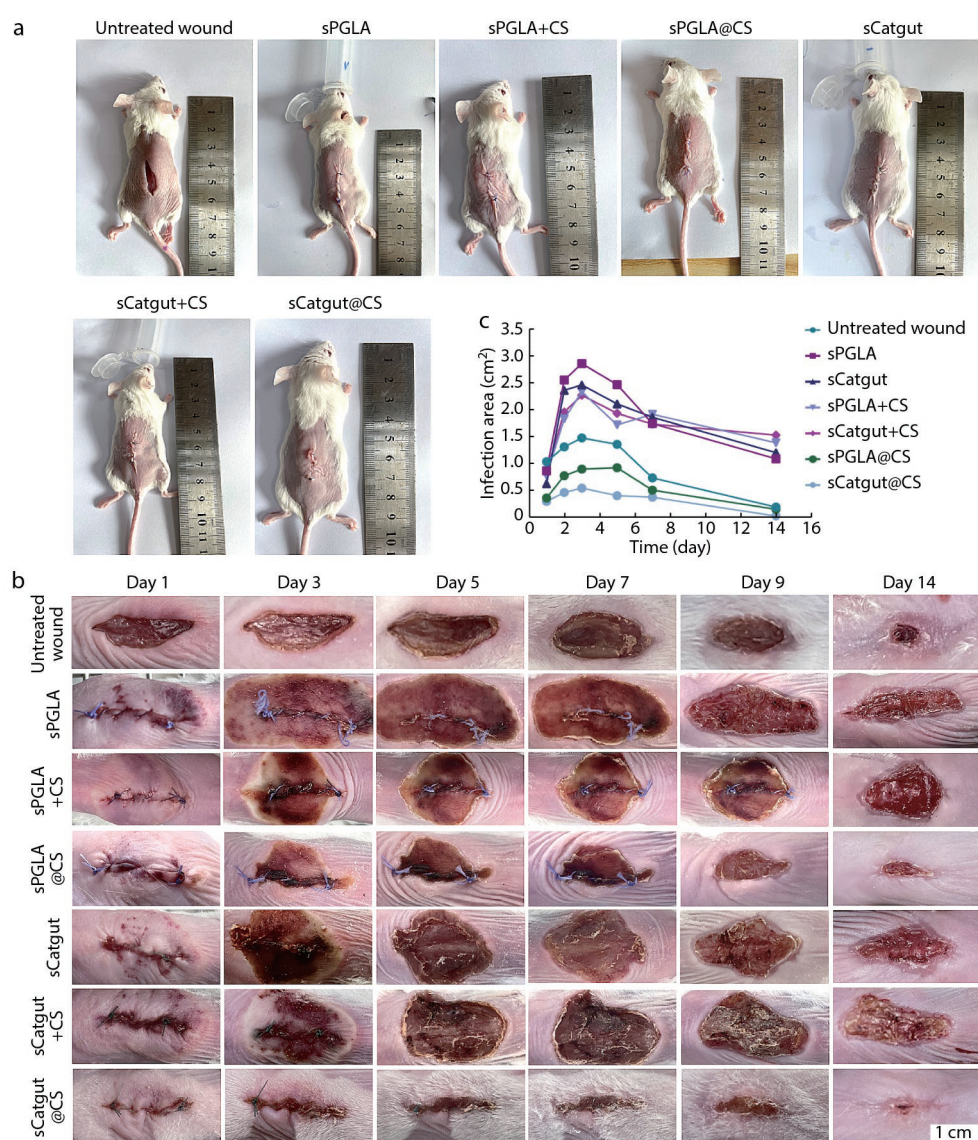 a
Untreated wound
sPGLA
sPGLA+CS
sPGLA@CS
sCatgut
sCatgut+CS
sCatgut@CS
c
3.5
3.0
2.5
2.0
1.5
1.0
0.5
0
Infection area (cm²)
0 2 4 6 8 10 12 14 16
Time (day)
Untreated wound
sPGLA
sCatgut
sPGLA+CS
sCatgut+CS
sPGLA@CS
sCatgut@CS
b
Day 1
Day 3
Day 5
Day 7
Day 9
Day 14
Untreated
wound
sPGLA
sPGLA
+CS
sPGLA
@CS
sCatgut
sCatgut
+CS
sCatgut
@CS
1 cm